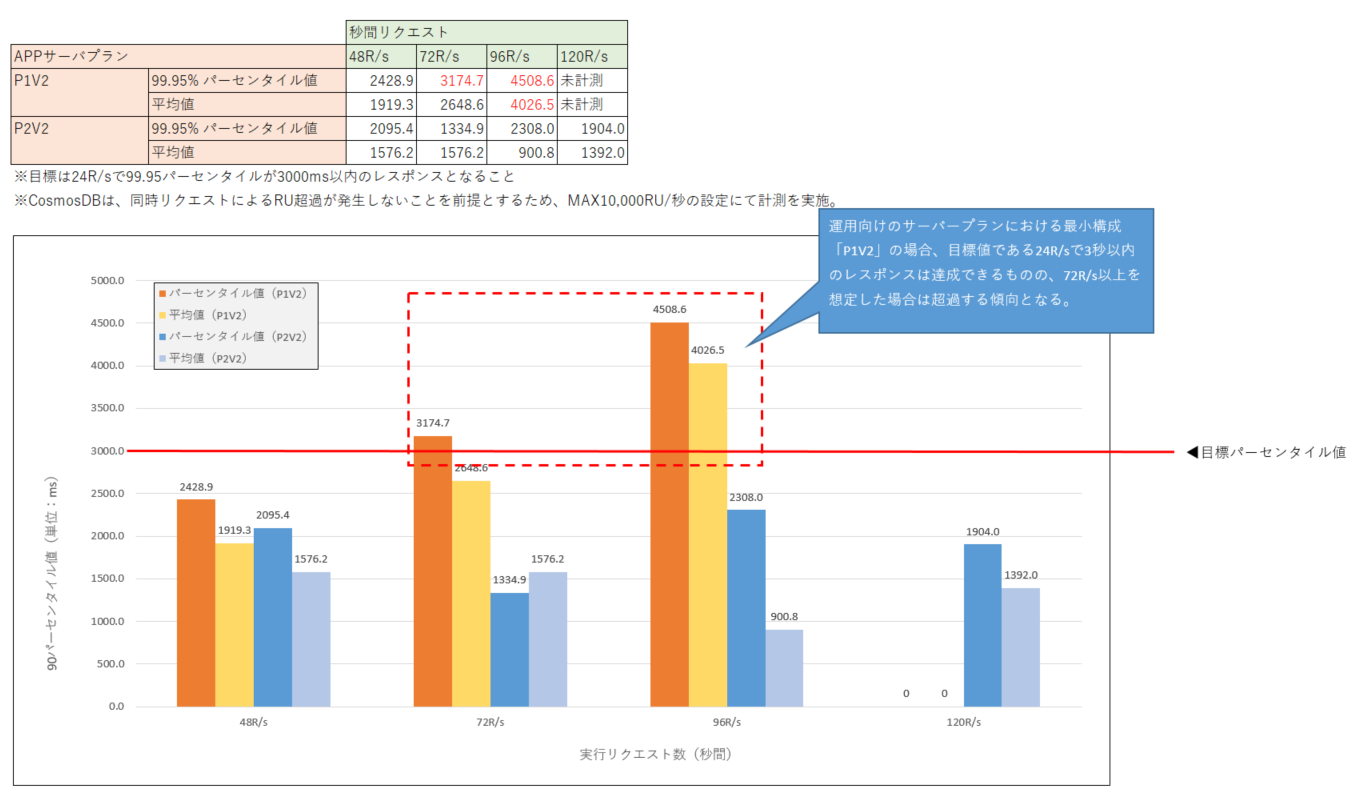 秒間リクエスト
APPサーバプラン 48R/s 72R/s 96R/s 120R/s
P1V2 99.95% パーセンタイル値 2428.9 3174.7 4508.6 未計測
平均値 1919.3 2648.6 4026.5 未計測
P2V2 99.95% パーセンタイル値 2095.4 1334.9 2308.0 1904.0
平均値 1576.2 1576.2 900.8 1392.0
※目標は24R/sで99.95パーセンタイルが3000ms以内のレスポンスとなること
※CosmosDBは、同時リクエストによるRU超過が発生しないことを前提とするため、MAX10,000RU/秒の設定にて計測を実施。
運用向けのサーバープランにおける最小構成
「P1V2」の場合、目標値である24R/sで3秒以内
のレスポンスは達成できるものの、72R/s以上を
想定した場合は超過する傾向となる。
パーセンタイル値（P1V2）
平均値（P1V2）
パーセンタイル値（P2V2）
平均値（P2V2）
90パーセンタイル値（単位：ms）
5000.0
4500.0
4000.0
3500.0
3000.0
2500.0
2000.0
1500.0
1000.0
500.0
0.0
2428.9
1919.3
2095.4
1576.2
3174.7
2648.6
1334.9
1576.2
4508.6
4026.5
2308.0
900.8
0
0
1904.0
1392.0
◀目標パーセンタイル値
48R/s 72R/s 96R/s 120R/s
実行リクエスト数（秒間）